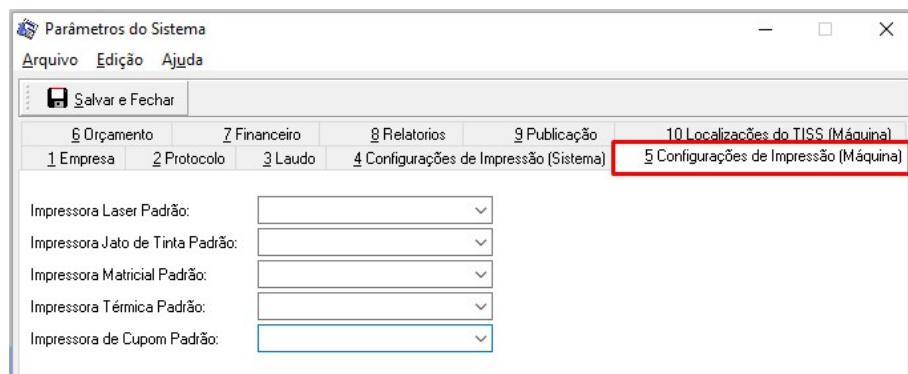 Parâmetros do Sistema
Arquivo Edição Ajuda
Salvar e Fechar
6 Orçamento 7 Financeiro 8 Relatorios 9 Publicação 10 Localizações do TISS (Máquina)
1 Empresa 2 Protocolo 3 Laudo 4 Configurações de Impressão (Sistema) 5 Configurações de Impressão (Máquina)
Impressora Laser Padrão:
Impressora Jato de Tinta Padrão:
Impressora Matricial Padrão:
Impressora Térmica Padrão:
Impressora de Cupom Padrão: